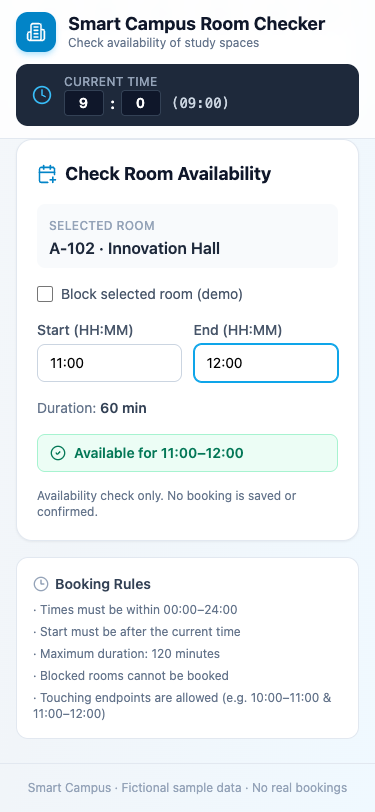 Smart Campus Room Checker
Check availability of study spaces
CURRENT TIME
9 : 0 (09:00)
Check Room Availability
SELECTED ROOM
A-102 · Innovation Hall
Block selected room (demo)
Start (HH:MM) End (HH:MM)
11:00 12:00
Duration: 60 min
Available for 11:00–12:00
Availability check only. No booking is saved or
confirmed.
Booking Rules
· Times must be within 00:00–24:00
· Start must be after the current time
· Maximum duration: 120 minutes
· Blocked rooms cannot be booked
· Touching endpoints are allowed (e.g. 10:00–11:00 &
11:00–12:00)
Smart Campus · Fictional sample data · No real bookings